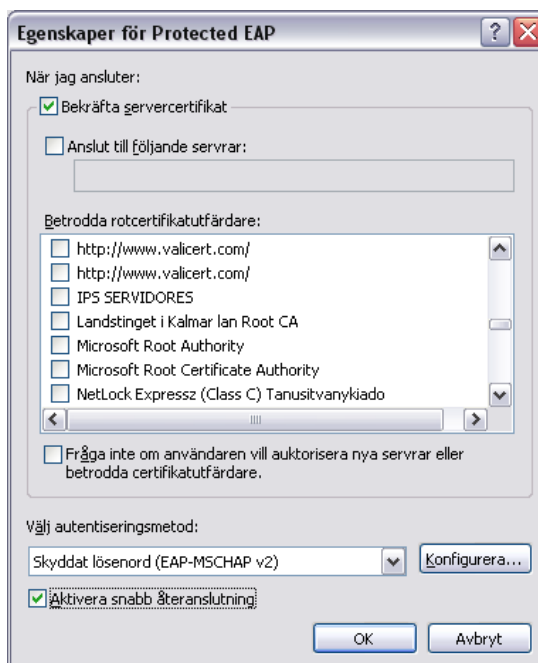 Egenskaper för Protected EAP
När jag ansluter:
Bekräfta servercertifikat
Anslut till följande servrar:
Betrodda rotcertifikatutfärdare:
http://www.valicert.com/
http://www.valicert.com/
IPS SERVIDORES
Landstinget i Kalmar lan Root CA
Microsoft Root Authority
Microsoft Root Certificate Authority
NetLock Expressz (Class C) Tanusitvanykiado
Fråga inte om användaren vill auktorisera nya servrar eller
betrodda certifikatutfärdare.
Välj autentiseringsmetod:
Skyddat lösenord (EAP-MSCHAP v2)
Konfigurera...
Aktivera snabb återanslutning
OK
Avbryt